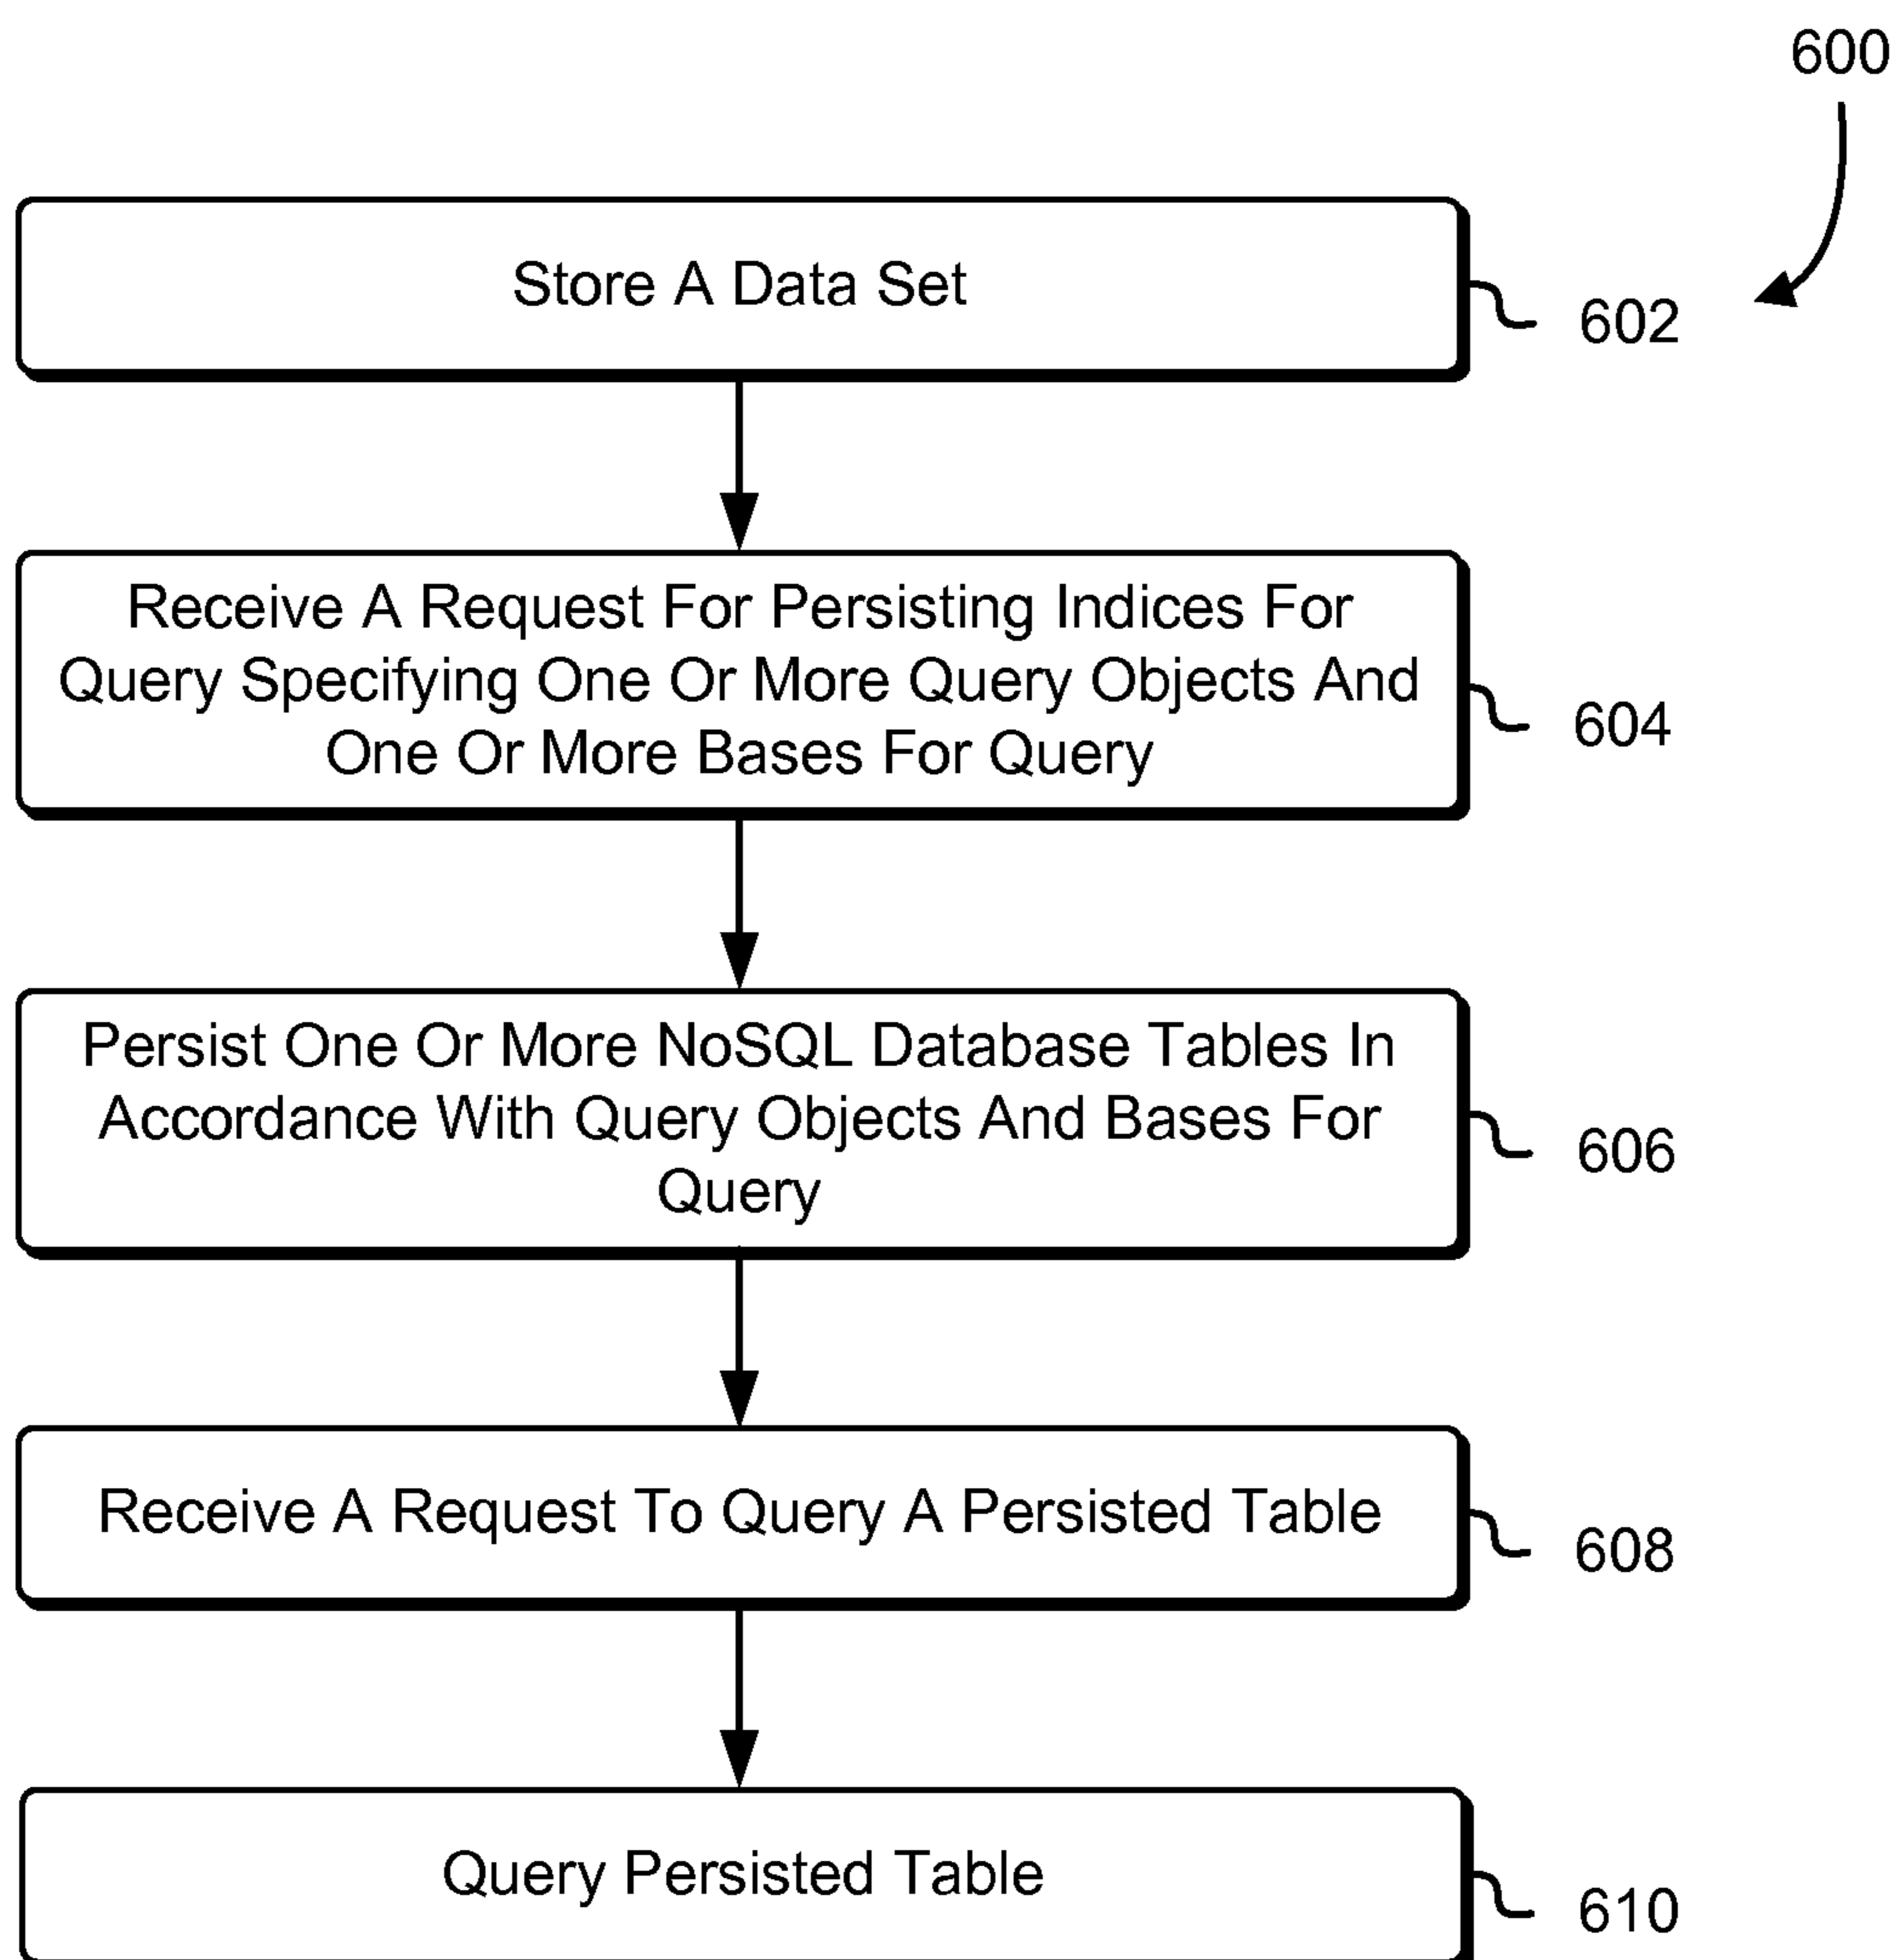 600
Store A Data Set
602
Receive A Request For Persisting Indices For
Query Specifying One Or More Query Objects And
One Or More Bases For Query
604
Persist One Or More NoSQL Database Tables In
Accordance With Query Objects And Bases For
Query
606
Receive A Request To Query A Persisted Table
608
Query Persisted Table
610